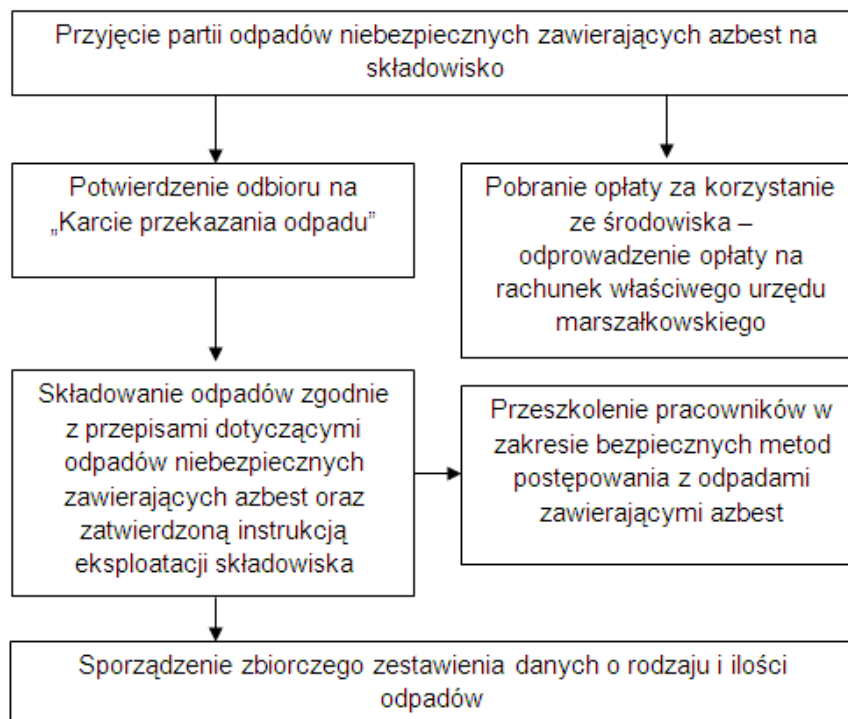 Przyjęcie partii odpadów niebezpiecznych zawierających azbest na
składowisko
Potwierdzenie odbioru na
„Karcie przekazania odpadu”
Pobranie opłaty za korzystanie
ze środowiska –
odprowadzenie opłaty na
rachunek właściwego urzędu
marszałkowskiego
Składowanie odpadów zgodnie
z przepisami dotyczącymi
odpadów niebezpiecznych
zawierających azbest oraz
zatwierdzoną instrukcją
eksploatacji składowiska
Przeszkolenie pracowników w
zakresie bezpiecznych metod
postępowania z odpadami
zawierającymi azbest
Sporządzenie zbiorczego zestawienia danych o rodzaju i ilości
odpadów